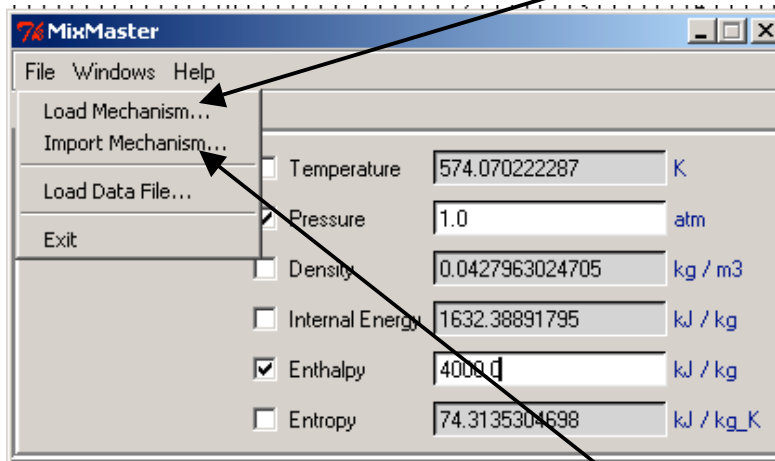 MixMaster
File Windows Help
Load Mechanism...
Import Mechanism...
Load Data File...
Exit
Temperature 574.070222287 K
Pressure 1.0 atm
Density 0.0427963024705 kg / m3
Internal Energy 1632.38891795 kJ / kg
Enthalpy 4000.0 kJ / kg
Entropy 74.3135304698 kJ / kg_K